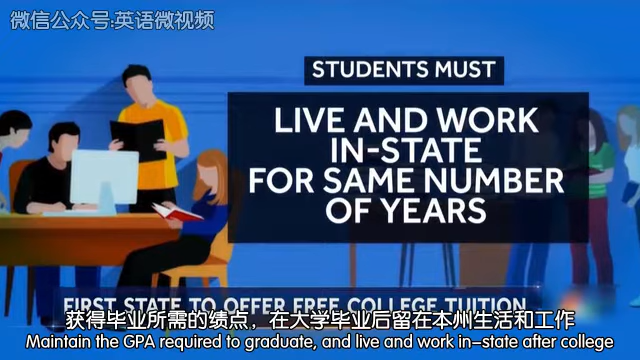 微信公众号:英语微视频
STUDENTS MUST
LIVE AND WORK
IN-STATE
FOR SAME NUMBER
OF YEARS
FIRST STATE TO OFFER FREE COLLEGE TUITION
获得毕业所需的绩点，在大学毕业后留在本州生活和工作
Maintain the GPA required to graduate, and live and work in-state after college